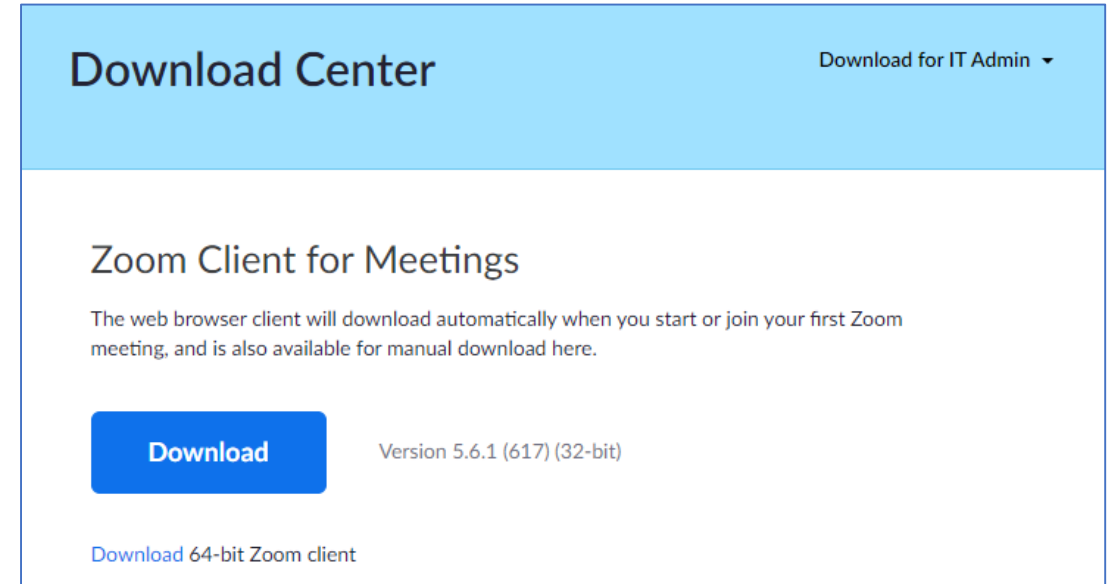 Download Center
Download for IT Admin
Zoom Client for Meetings
The web browser client will download automatically when you start or join your first Zoom
meeting, and is also available for manual download here.
Download
Version 5.6.1 (617) (32-bit)
Download 64-bit Zoom client